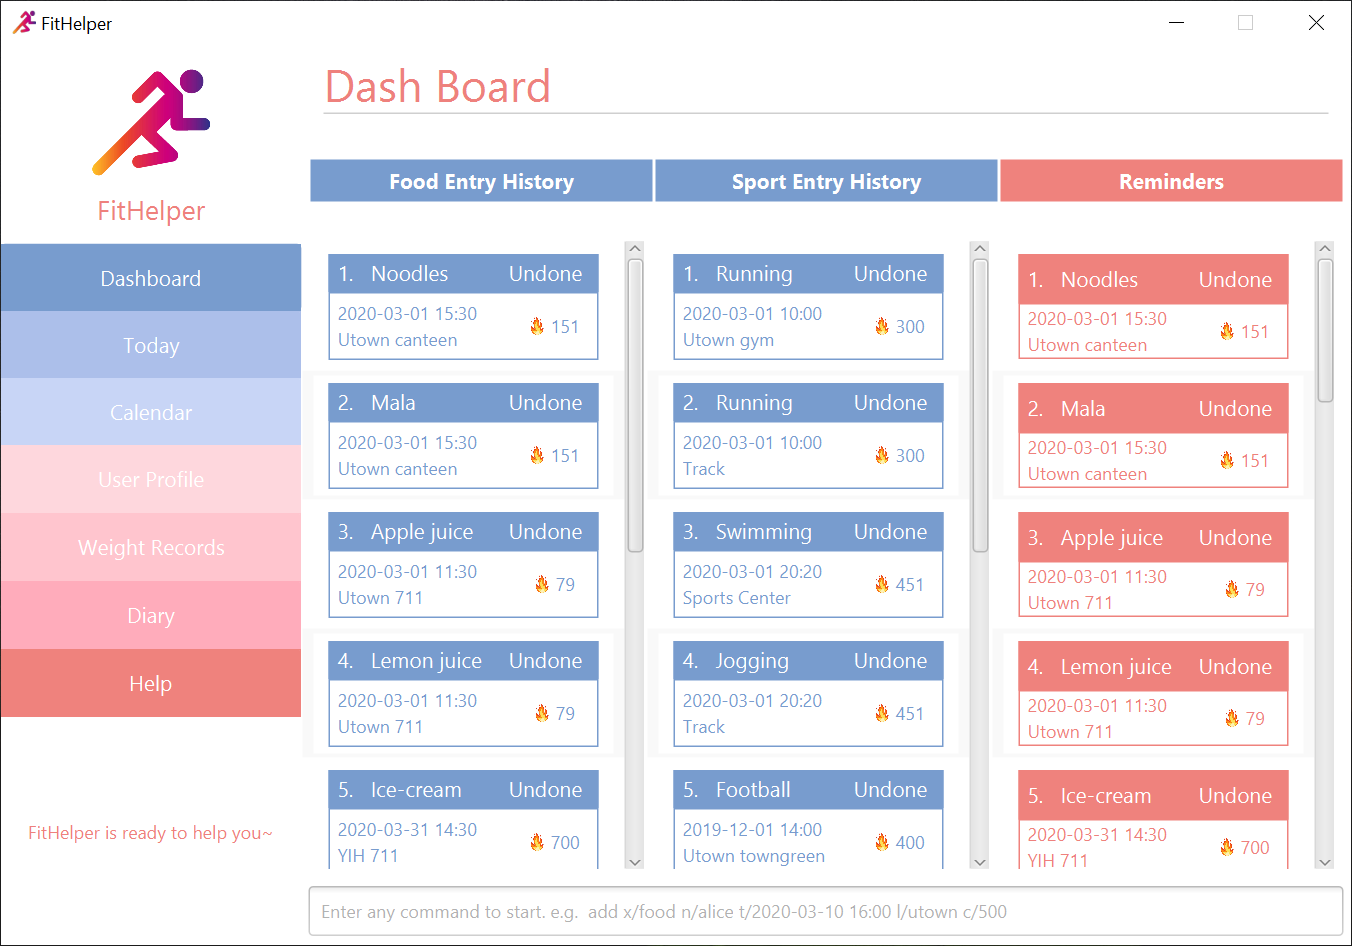 FitHelper
FitHelper
Dashboard
Today
Calendar
User Profile
Weight Records
Diary
Help
FitHelper is ready to help you~
Dash Board
Food Entry History
1. Noodles Undone
2020-03-01 15:30
Utown canteen
151
2. Mala Undone
2020-03-01 15:30
Utown canteen
151
3. Apple juice Undone
2020-03-01 11:30
Utown 711
79
4. Lemon juice Undone
2020-03-01 11:30
Utown 711
79
5. Ice-cream Undone
2020-03-31 14:30
YIH 711
700
Sport Entry History
1. Running Undone
2020-03-01 10:00
Utown gym
300
2. Running Undone
2020-03-01 10:00
Track
300
3. Swimming Undone
2020-03-01 20:20
Sports Center
451
4. Jogging Undone
2020-03-01 20:20
Track
451
5. Football Undone
2019-12-01 14:00
Utown towngreen
400
Reminders
1. Noodles Undone
2020-03-01 15:30
Utown canteen
151
2. Mala Undone
2020-03-01 15:30
Utown canteen
151
3. Apple juice Undone
2020-03-01 11:30
Utown 711
79
4. Lemon juice Undone
2020-03-01 11:30
Utown 711
79
5. Ice-cream Undone
2020-03-31 14:30
YIH 711
700
Enter any command to start. e.g.  add x/food n/alice t/2020-03-10 16:00 l/utown c/500